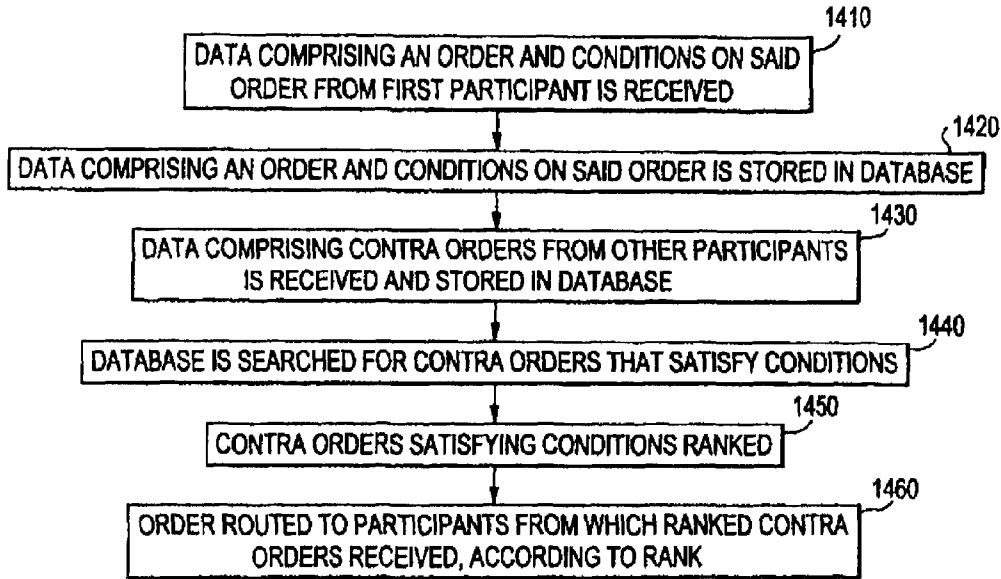 1410
DATA COMPRISING AN ORDER AND CONDITIONS ON SAID
ORDER FROM FIRST PARTICIPANT IS RECEIVED
1420
DATA COMPRISING AN ORDER AND CONDITIONS ON SAID ORDER IS STORED IN DATABASE
1430
DATA COMPRISING CONTRA ORDERS FROM OTHER PARTICIPANTS
IS RECEIVED AND STORED IN DATABASE
1440
DATABASE IS SEARCHED FOR CONTRA ORDERS THAT SATISFY CONDITIONS
1450
CONTRA ORDERS SATISFYING CONDITIONS RANKED
1460
ORDER ROUTED TO PARTICIPANTS FROM WHICH RANKED CONTRA
ORDERS RECEIVED, ACCORDING TO RANK